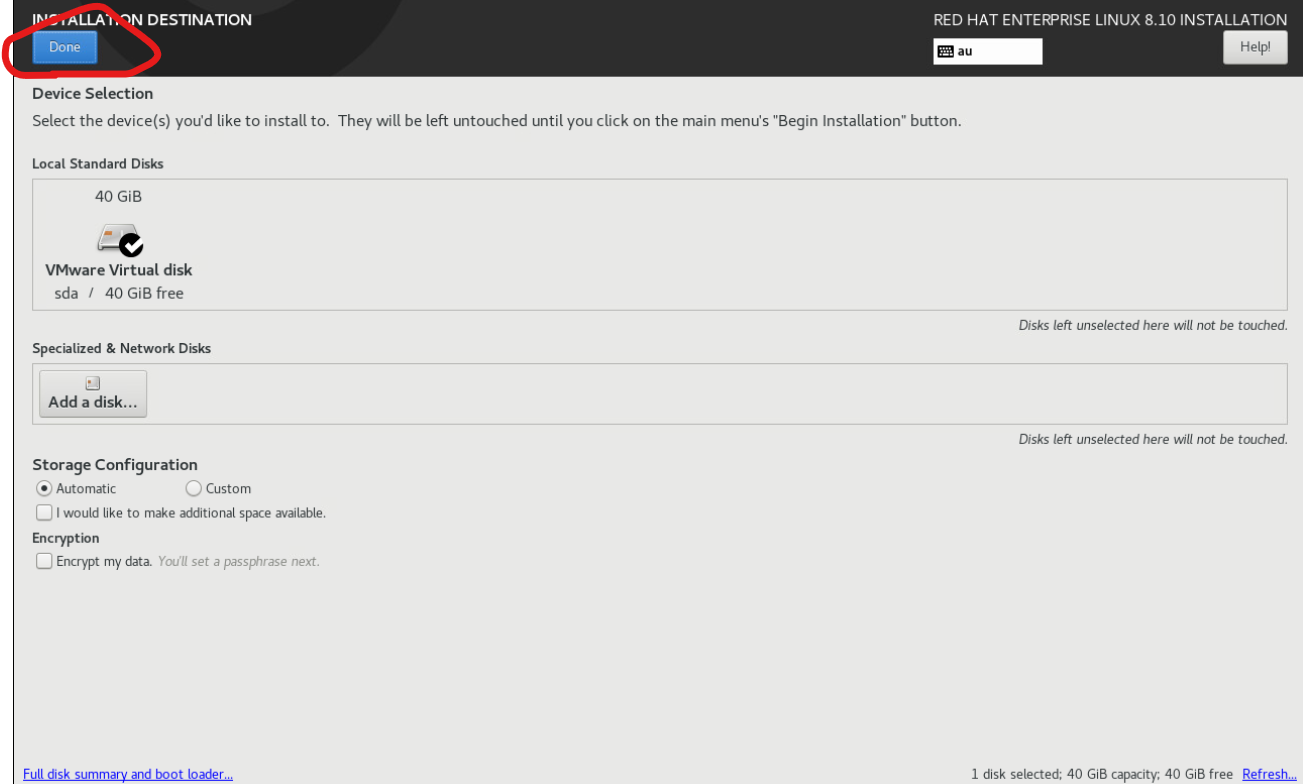 INSTALLATION DESTINATION
RED HAT ENTERPRISE LINUX 8.10 INSTALLATION
Done
au
Help!
Device Selection
Select the device(s) you'd like to install to. They will be left untouched until you click on the main menu's "Begin Installation" button.
Local Standard Disks
40 GiB
VMware Virtual disk
sda / 40 GiB free
Disks left unselected here will not be touched.
Specialized & Network Disks
Add a disk...
Disks left unselected here will not be touched.
Storage Configuration
Automatic Custom
I would like to make additional space available.
Encryption
Encrypt my data. You'll set a passphrase next.
Full disk summary and boot loader... 1 disk selected; 40 GiB capacity; 40 GiB free Refresh...